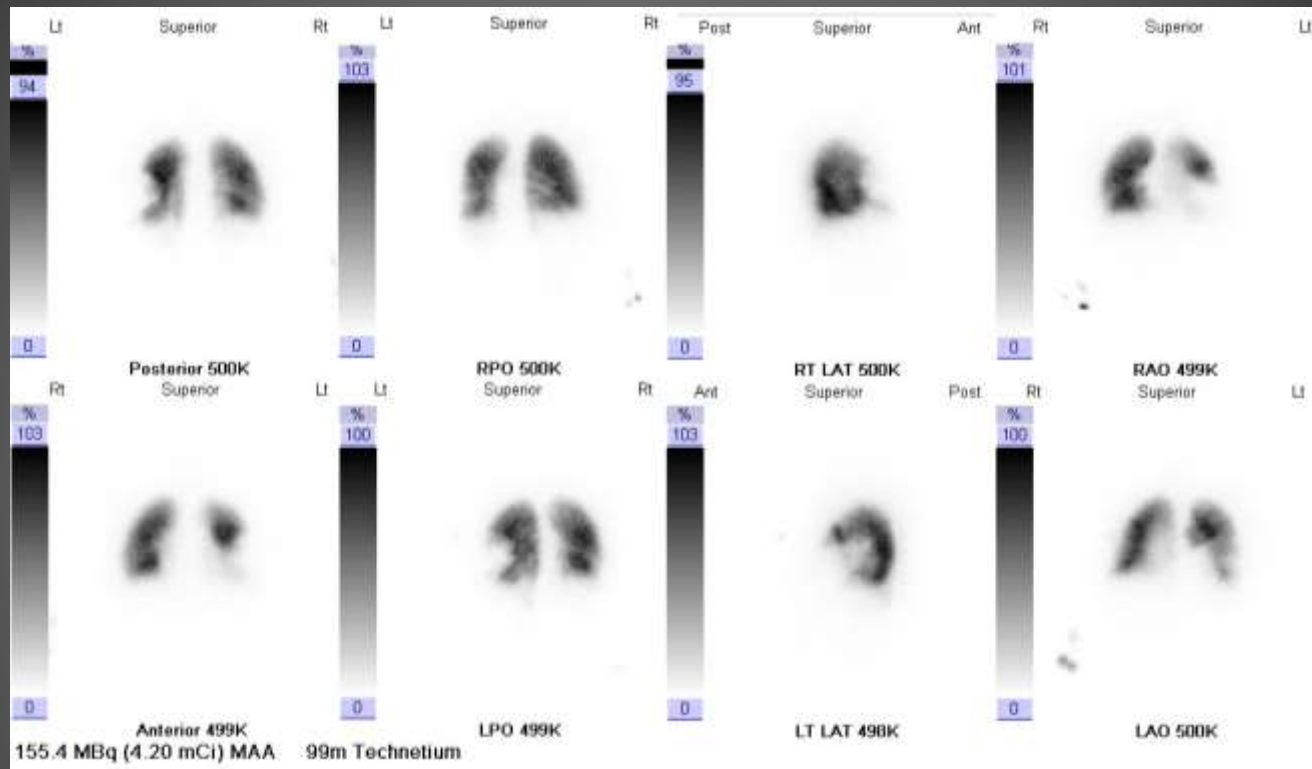 Lt Superior Rt
%
94
0
Posterior 500K
Lt Superior Rt
%
103
0
RPO 500K
Post Superior Ant
%
95
0
RT LAT 500K
Rt Superior Lt
%
101
0
RAO 499K
Rt Superior Lt
%
103
0
Anterior 499K
Lt Superior Rt
%
100
0
LPO 499K
Ant Superior Post
%
103
0
LT LAT 498K
Rt Superior Lt
%
100
0
LAO 500K
155.4 MBq (4.20 mCi) MAA 99m Technetium